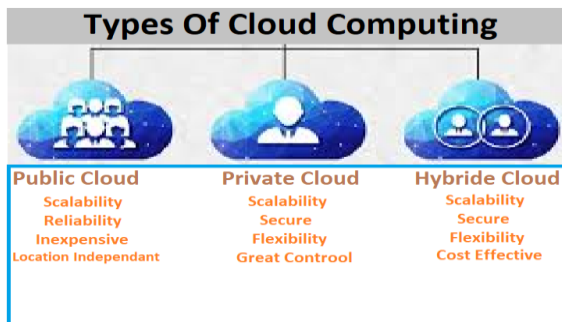 Types Of Cloud Computing
Public Cloud
Scalability
Reliability
Inexpensive
Location Independant
Private Cloud
Scalability
Secure
Flexibility
Great Controol
Hybride Cloud
Scalability
Secure
Flexibility
Cost Effective